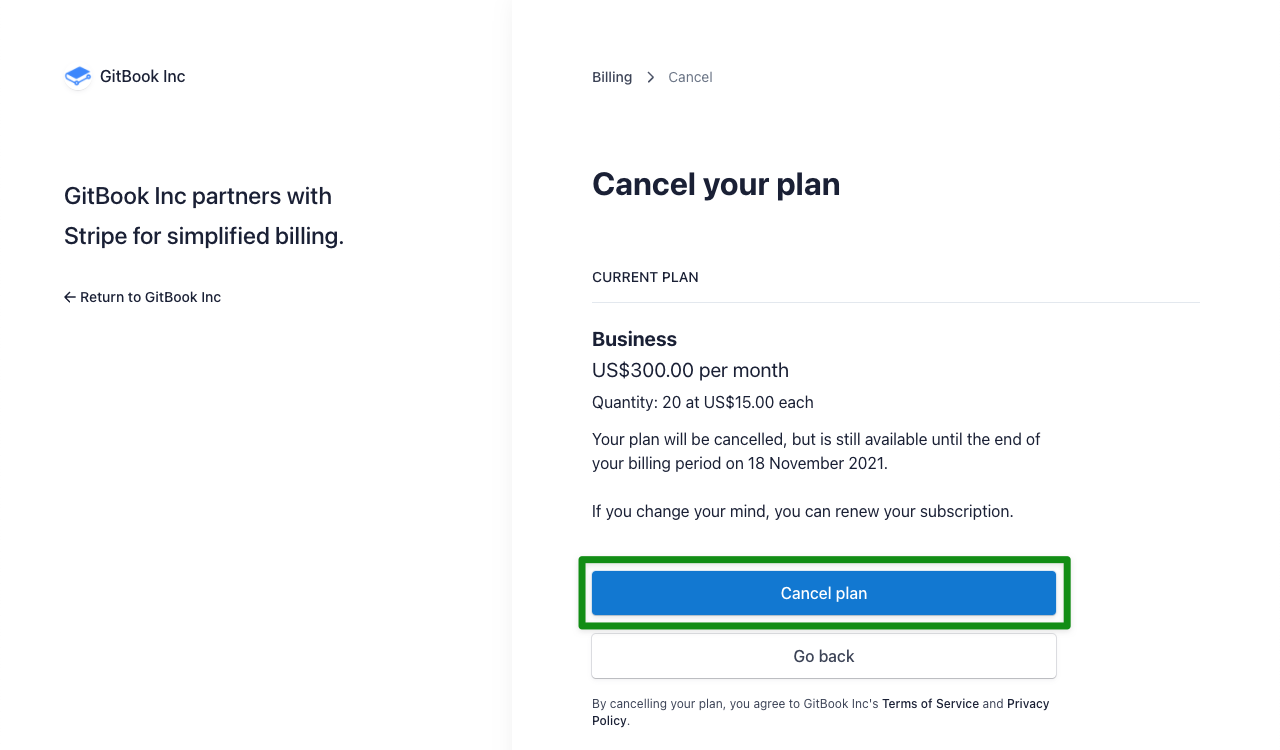 GitBook Inc
GitBook Inc partners with
Stripe for simplified billing.
← Return to GitBook Inc
Billing > Cancel
Cancel your plan
CURRENT PLAN
Business
US$300.00 per month
Quantity: 20 at US$15.00 each
Your plan will be cancelled, but is still available until the end of
your billing period on 18 November 2021.
If you change your mind, you can renew your subscription.
Cancel plan
Go back
By cancelling your plan, you agree to GitBook Inc's Terms of Service and Privacy
Policy.